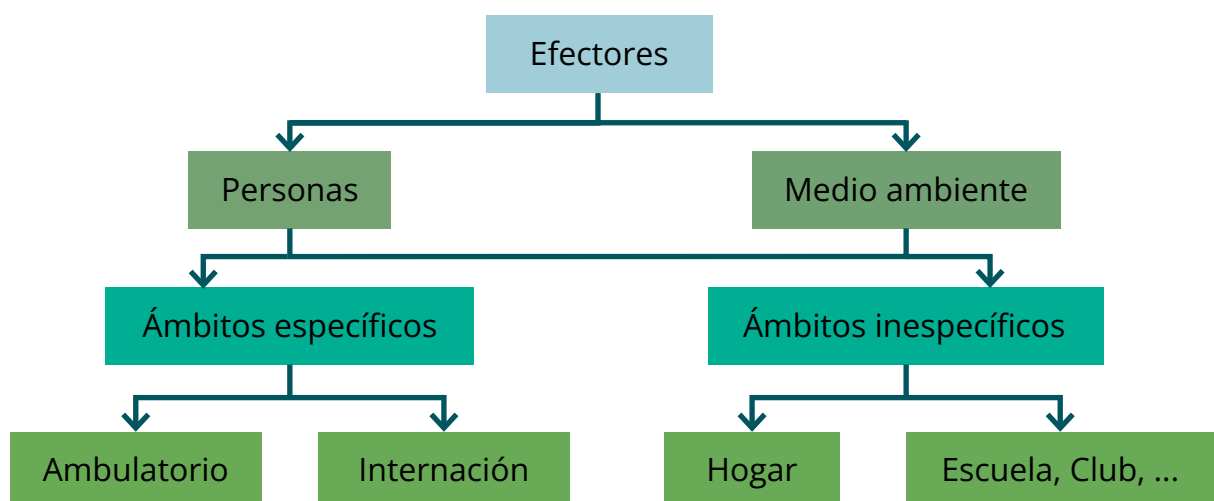 Efectores
Personas
Medio ambiente
Ámbitos específicos
Ámbitos inespecíficos
Ambulatorio
Internación
Hogar
Escuela, Club, ...